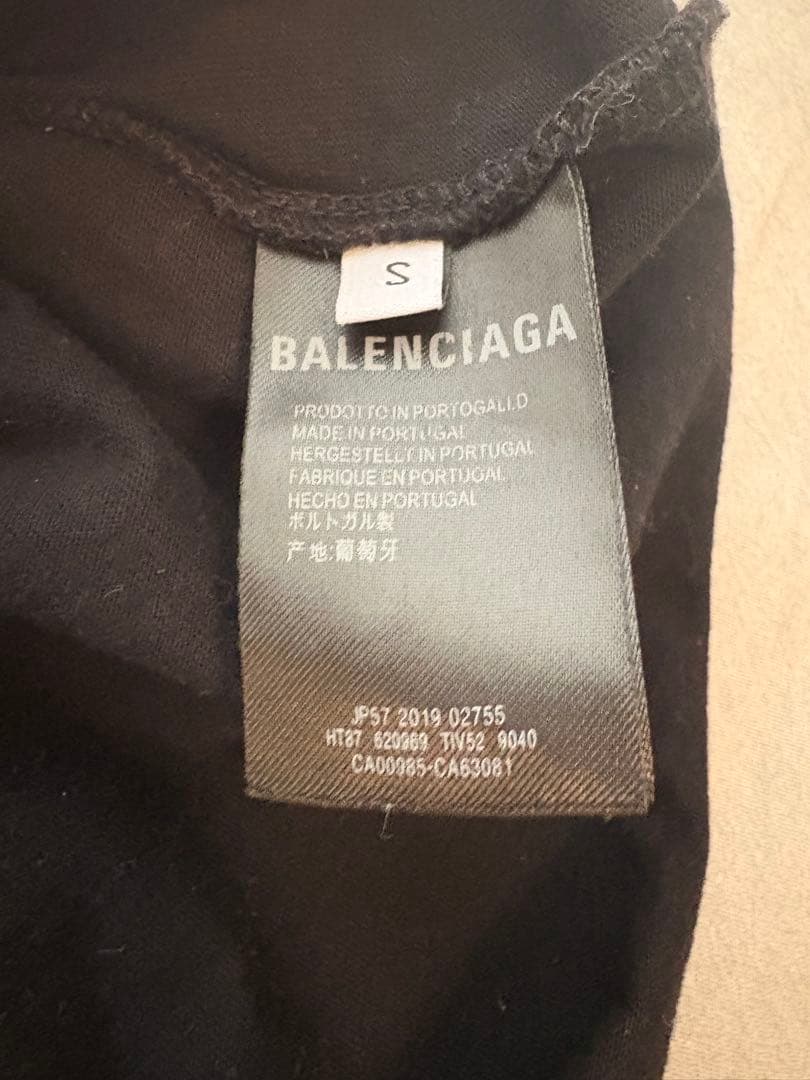 S
BALENCIAGA
PRODOTTO IN PORTOGALLO
MADE IN PORTUGAL
HERGESTELLT IN PORTUGAL
FABRIQUE EN PORTUGAL
HECHO EN PORTUGAL
ポルトガル製
产地:葡萄牙
JP57 2019 02755
HT87 620969 TIV52 9040
CA00985-CA63081